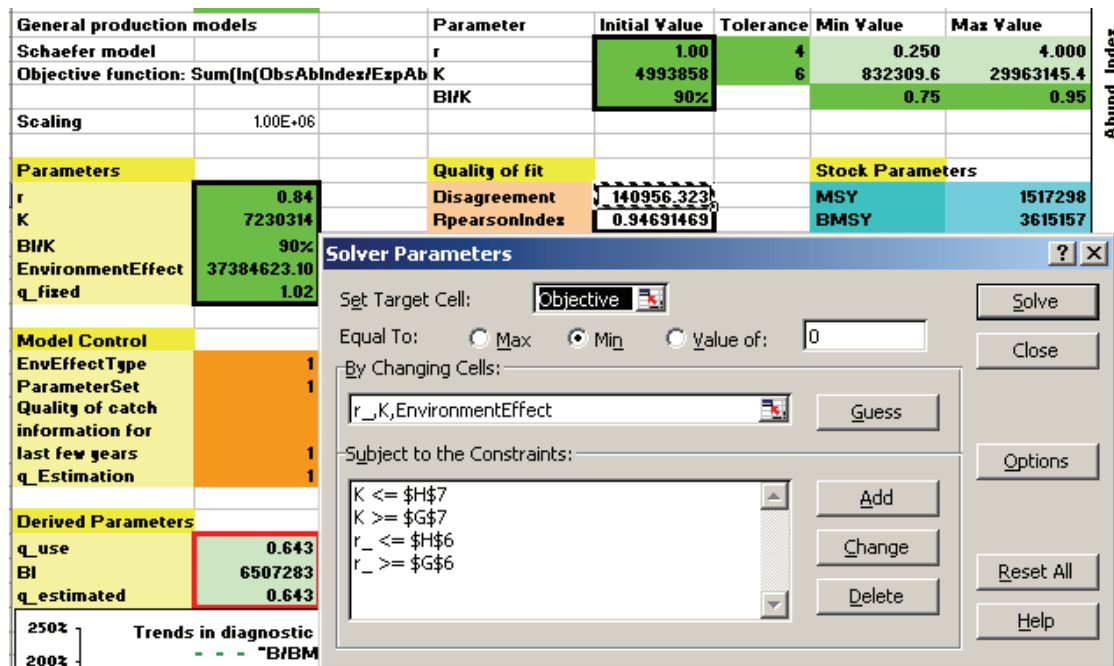 General production models Parameter Initial Value Tolerance Min Value Max Value
Schaefer model r 1.00 4 0.250 4.000
Objective function: Sum(ln(ObsAbIndex/ExpAb K 4993858 6 832309.6 29963145.4
BI/K 90% 0.75 0.95
Scaling 1.00E+06
Abund_Index
Parameters Quality of fit Stock Parameters
r 0.84 Disagreement 140956.323 MSY 1517298
K 7230314 RpearsonIndex 0.94691469 BMSY 3615157
BI/K 90%
EnvironmentEffect 37384623.10
q_fixed 1.02
Model Control
EnvEffectType 1
ParameterSet 1
Quality of catch
information for
last few years 1
q_Estimation 1
Derived Parameters
q_use 0.643
BI 6507283
q_estimated 0.643
250% Trends in diagnostic
200% "B/BM
Solver Parameters ? X
Set Target Cell: Objective Solve
Equal To: Max Min Value of: 0 Close
By Changing Cells:
r_,K,EnvironmentEffect Guess
Subject to the Constraints: Options
K <= $H$7 Add
K >= $G$7
r_ <= $H$6 Change
r_ >= $G$6
Delete Reset All
Help